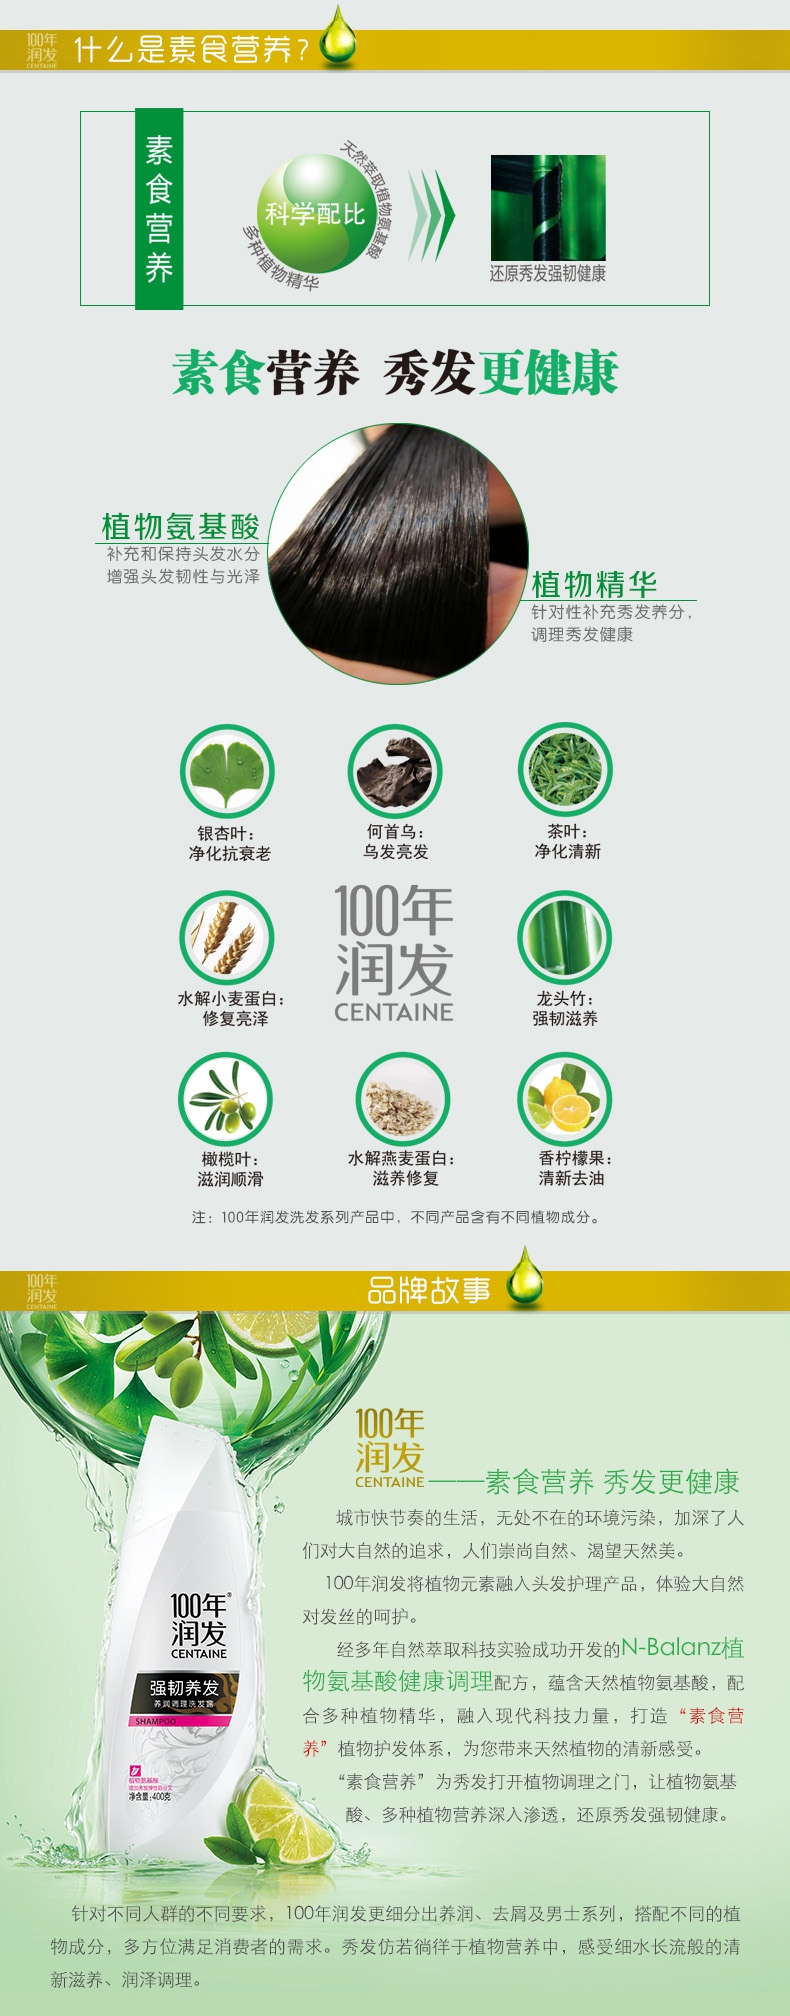 100年
润发
CENTAINE
什么是素食营养?
素食营养
天然萃取植物氨基酸
科学配比
多种植物精华
还原秀发强韧健康
素食营养 秀发更健康
植物氨基酸
补充和保持头发水分
增强头发韧性与光泽
植物精华
针对性补充秀发养分，
调理秀发健康
银杏叶：
净化抗衰老
何首乌：
乌发亮发
茶叶：
净化清新
100年
润发
CENTAINE
水解小麦蛋白：
修复亮泽
龙头竹：
强韧滋养
橄榄叶：
滋润顺滑
水解燕麦蛋白：
滋养修复
香柠檬果：
清新去油
注：100年润发洗发系列产品中，不同产品含有不同植物成分。
100年
润发
CENTAINE
品牌故事
100年
润发
CENTAINE
——素食营养 秀发更健康
城市快节奏的生活，无处不在的环境污染，加深了人
们对大自然的追求，人们崇尚自然、渴望天然美。
100年润发将植物元素融入头发护理产品，体验大自然
对发丝的呵护。
经多年自然萃取科技实验成功开发的N-Balanz植
物氨基酸健康调理配方，蕴含天然植物氨基酸，配
合多种植物精华，融入现代科技力量，打造“素食营
养”植物护发体系，为您带来天然植物的清新感受。
“素食营养”为秀发打开植物调理之门，让植物氨基
酸、多种植物营养深入渗透，还原秀发强韧健康。
100年®
润发
CENTAINE
强韧养发
养润调理洗发露
SHAMPOO
植物氨基酸
净含量：400克
针对不同人群的不同要求，100年润发更细分出养润、去屑及男士系列，搭配不同的植
物成分，多方位满足消费者的需求。秀发仿若徜徉于植物营养中，感受细水长流般的清
新滋养、润泽调理。